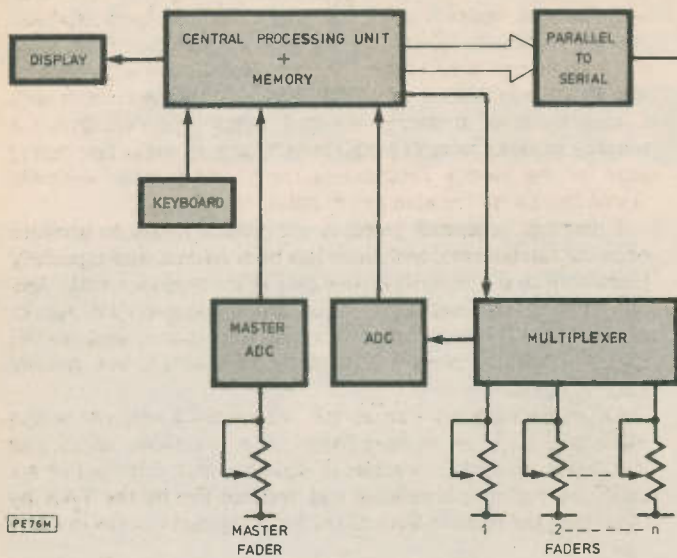 CENTRAL PROCESSING UNIT
+
MEMORY
PARALLEL
TO
SERIAL
DISPLAY
KEYBOARD
MASTER
ADC
ADC
MULTIPLEXER
1
2
n
MASTER
FADER
FADERS
PE76M